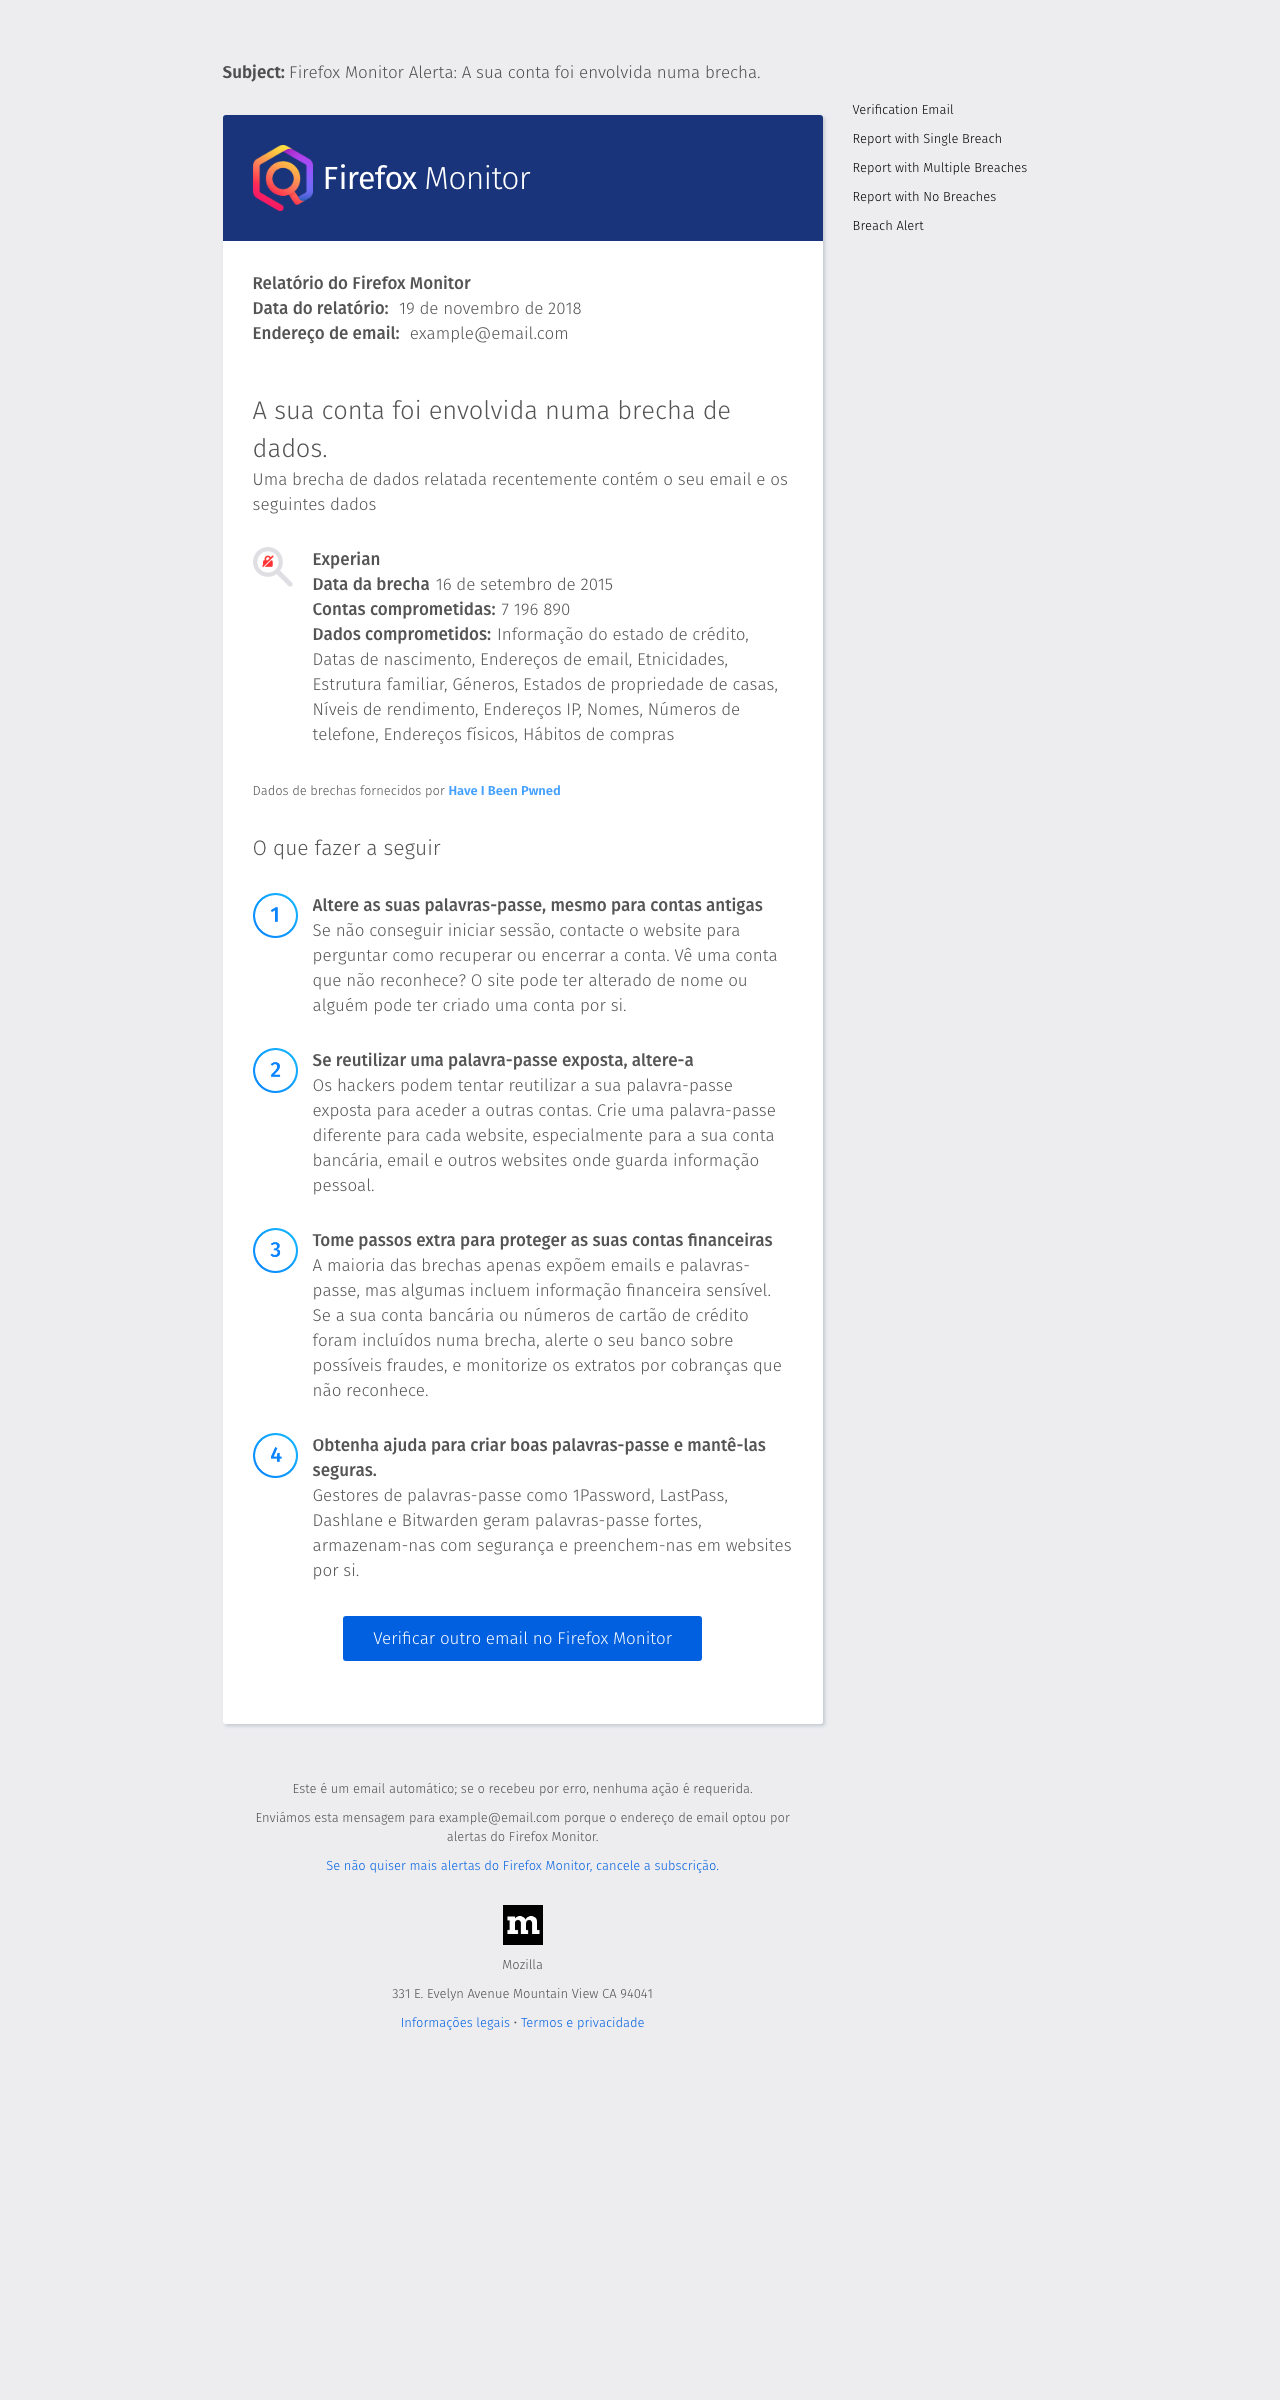 Subject: Firefox Monitor Alerta: A sua conta foi envolvida numa brecha.
Verification Email
Report with Single Breach
Report with Multiple Breaches
Report with No Breaches
Breach Alert
Firefox Monitor
Relatório do Firefox Monitor
Data do relatório: 19 de novembro de 2018
Endereço de email: example@email.com
A sua conta foi envolvida numa brecha de
dados.
Uma brecha de dados relatada recentemente contém o seu email e os
seguintes dados
Experian
Data da brecha 16 de setembro de 2015
Contas comprometidas: 7 196 890
Dados comprometidos: Informação do estado de crédito,
Datas de nascimento, Endereços de email, Etnicidades,
Estrutura familiar, Géneros, Estados de propriedade de casas,
Níveis de rendimento, Endereços IP, Nomes, Números de
telefone, Endereços físicos, Hábitos de compras
Dados de brechas fornecidos por Have I Been Pwned
O que fazer a seguir
1
Altere as suas palavras-passe, mesmo para contas antigas
Se não conseguir iniciar sessão, contacte o website para
perguntar como recuperar ou encerrar a conta. Vê uma conta
que não reconhece? O site pode ter alterado de nome ou
alguém pode ter criado uma conta por si.
2
Se reutilizar uma palavra-passe exposta, altere-a
Os hackers podem tentar reutilizar a sua palavra-passe
exposta para aceder a outras contas. Crie uma palavra-passe
diferente para cada website, especialmente para a sua conta
bancária, email e outros websites onde guarda informação
pessoal.
3
Tome passos extra para proteger as suas contas financeiras
A maioria das brechas apenas expõem emails e palavras-
passe, mas algumas incluem informação financeira sensível.
Se a sua conta bancária ou números de cartão de crédito
foram incluídos numa brecha, alerte o seu banco sobre
possíveis fraudes, e monitorize os extratos por cobranças que
não reconhece.
4
Obtenha ajuda para criar boas palavras-passe e mantê-las
seguras.
Gestores de palavras-passe como 1Password, LastPass,
Dashlane e Bitwarden geram palavras-passe fortes,
armazenam-nas com segurança e preenchem-nas em websites
por si.
Verificar outro email no Firefox Monitor
Este é um email automático; se o recebeu por erro, nenhuma ação é requerida.
Enviámos esta mensagem para example@email.com porque o endereço de email optou por
alertas do Firefox Monitor.
Se não quiser mais alertas do Firefox Monitor, cancele a subscrição.
m
Mozilla
331 E. Evelyn Avenue Mountain View CA 94041
Informações legais • Termos e privacidade